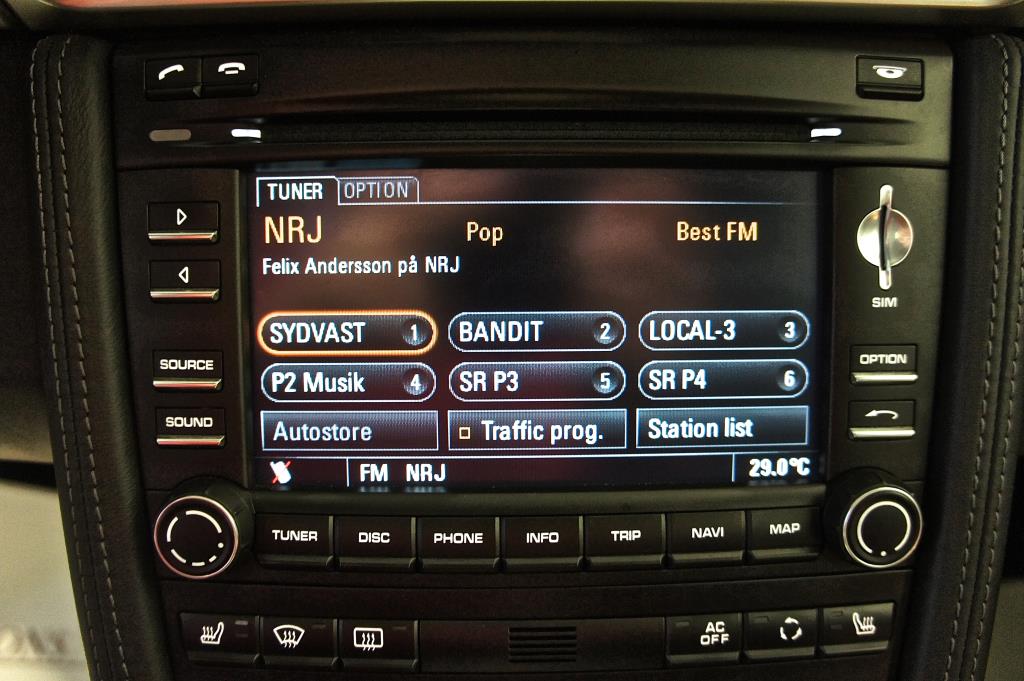 TUNER OPTION
NRJ Pop Best FM
Felix Andersson på NRJ
SIM
SYDVAST 1 BANDIT 2 LOCAL-3 3
SOURCE
OPTION
P2 Musik 4 SR P3 5 SR P4 6
SOUND
Autostore Traffic prog. Station list
FM NRJ 29.0°C
TUNER DISC PHONE INFO TRIP NAVI MAP
AC
OFF